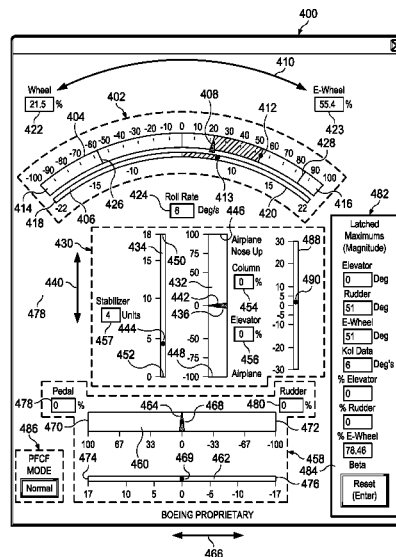 400
410
Wheel
21.5 %
422
E-Wheel
55.4 %
423
402
408
412
404
428
-100 -90 -80 -70 -60 -50 -40 -30 -20 -10 0 10 20 30 40 50 60 70 80 90 100
414
418
416
-22 -15 -10 10 15 22
406
426
413
420
424
Roll Rate
6 Deg/s
446
430
434
450
440
478
18
15
10
5
0
Stabilizer
4 Units
457
444
452
432
442
436
448
100
75
50
0
-50
-75
-100
Airplane
Nose Up
Column
0 %
454
Elevator
0 %
456
Airplane
488
490
30
20
15
10
5
0
-5
-10
-15
-20
-30
482
Latched
Maximums
(Magnitude)
Elevator
0 Deg
Rudder
51 Deg
E-Wheel
51 Deg
Kol Data
6 Deg's
% Elevator
0
% Rudder
0
% E-Wheel
78.46
484
Beta
Reset
(Enter)
478
Pedal
0 %
464
468
480
Rudder
0 %
470
472
100 67 33 0 -33 -67 -100
460
486
PFCF
MODE
Normal
474
469
462
476
458
17 10 5 0 -5 -10 -17
BOEING PROPRIETARY
466